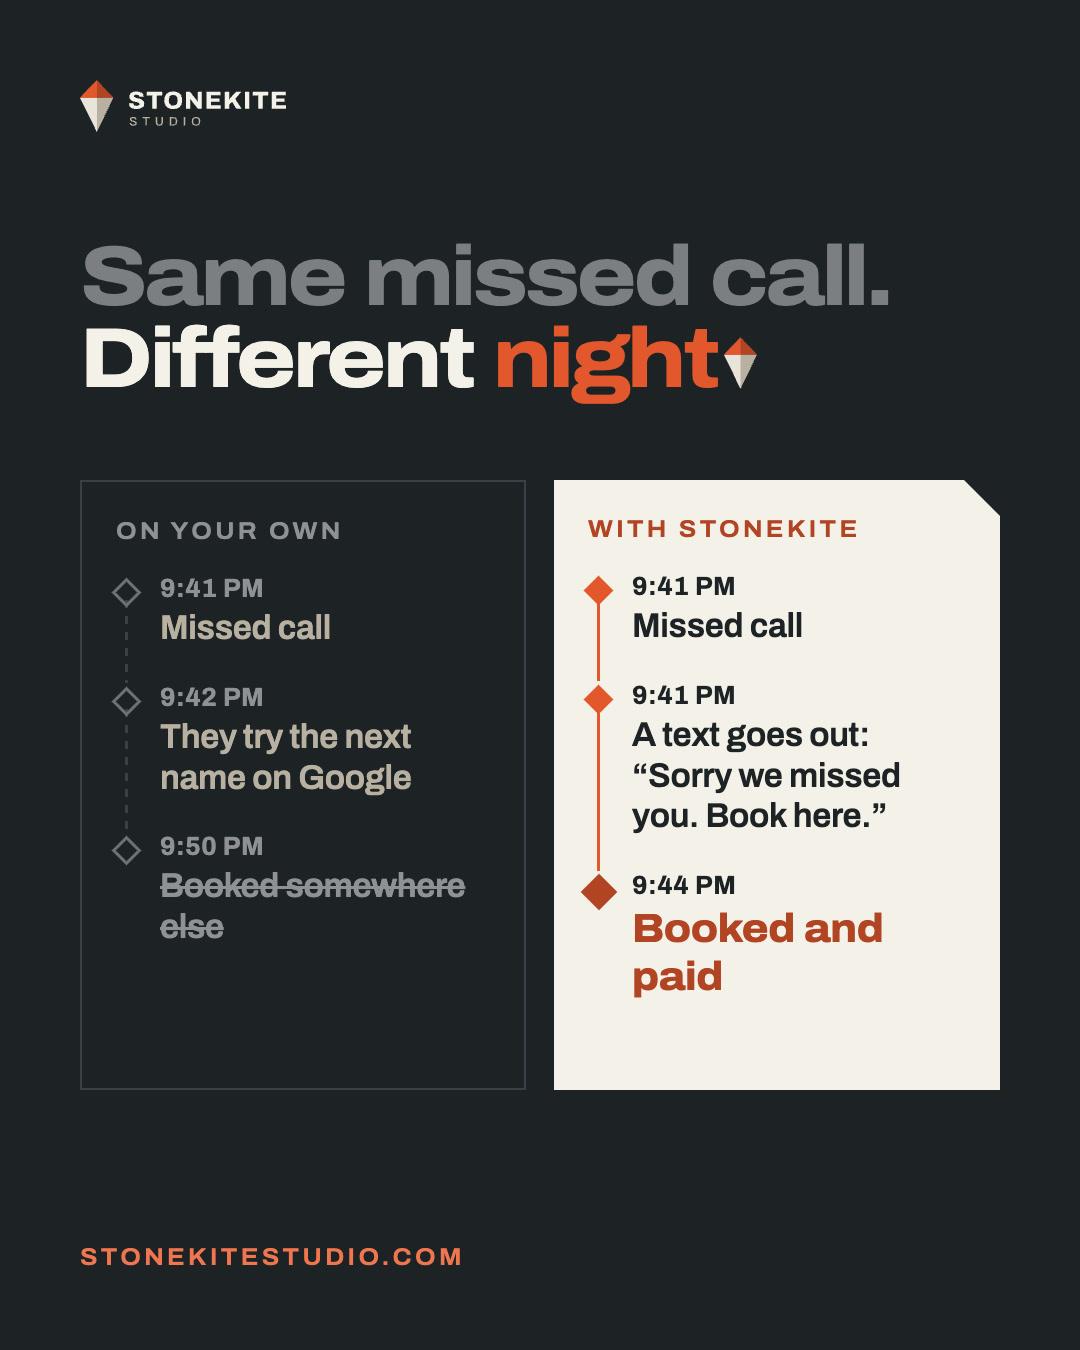 STONEKITE
STUDIO
Same missed call.
Different night
ON YOUR OWN
9:41 PM
Missed call
9:42 PM
They try the next
name on Google
9:50 PM
Booked somewhere
else
WITH STONEKITE
9:41 PM
Missed call
9:41 PM
A text goes out:
“Sorry we missed
you. Book here.”
9:44 PM
Booked and
paid
STONEKITESTUDIO.COM